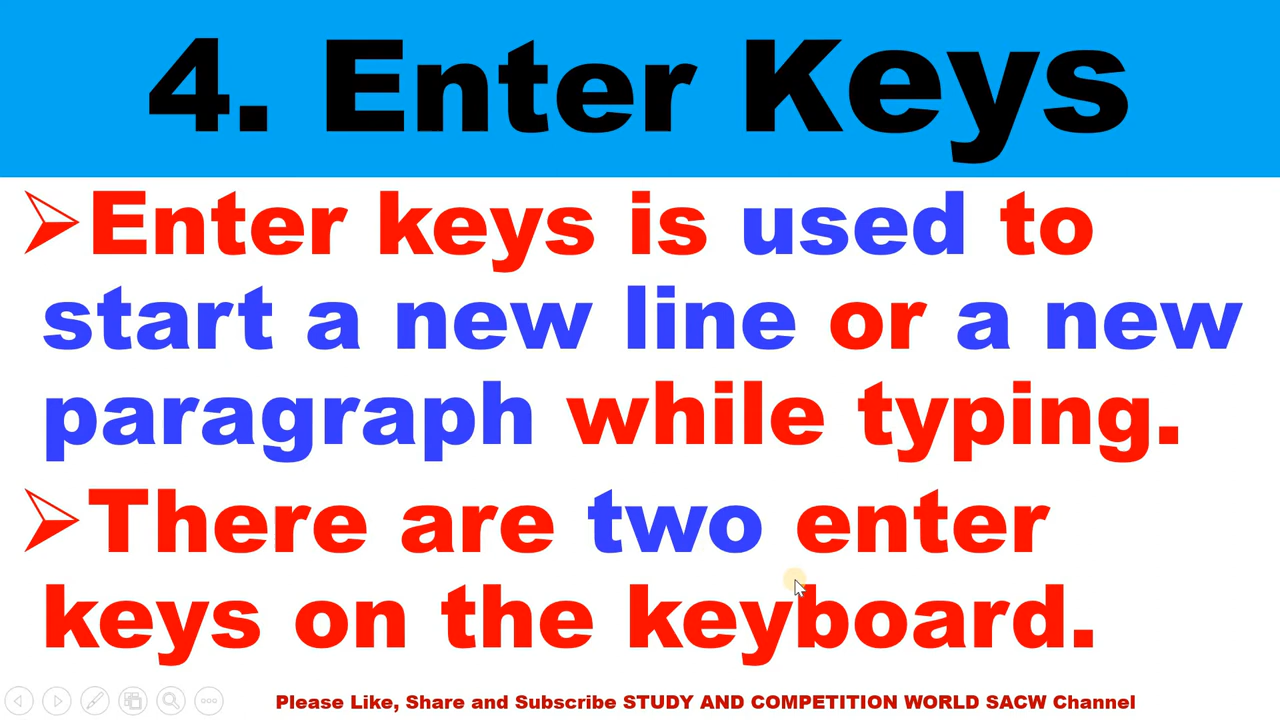 4. Enter Keys
Enter keys is used to
start a new line or a new
paragraph while typing.
There are two enter
keys on the keyboard.
Please Like, Share and Subscribe STUDY AND COMPETITION WORLD SACW Channel